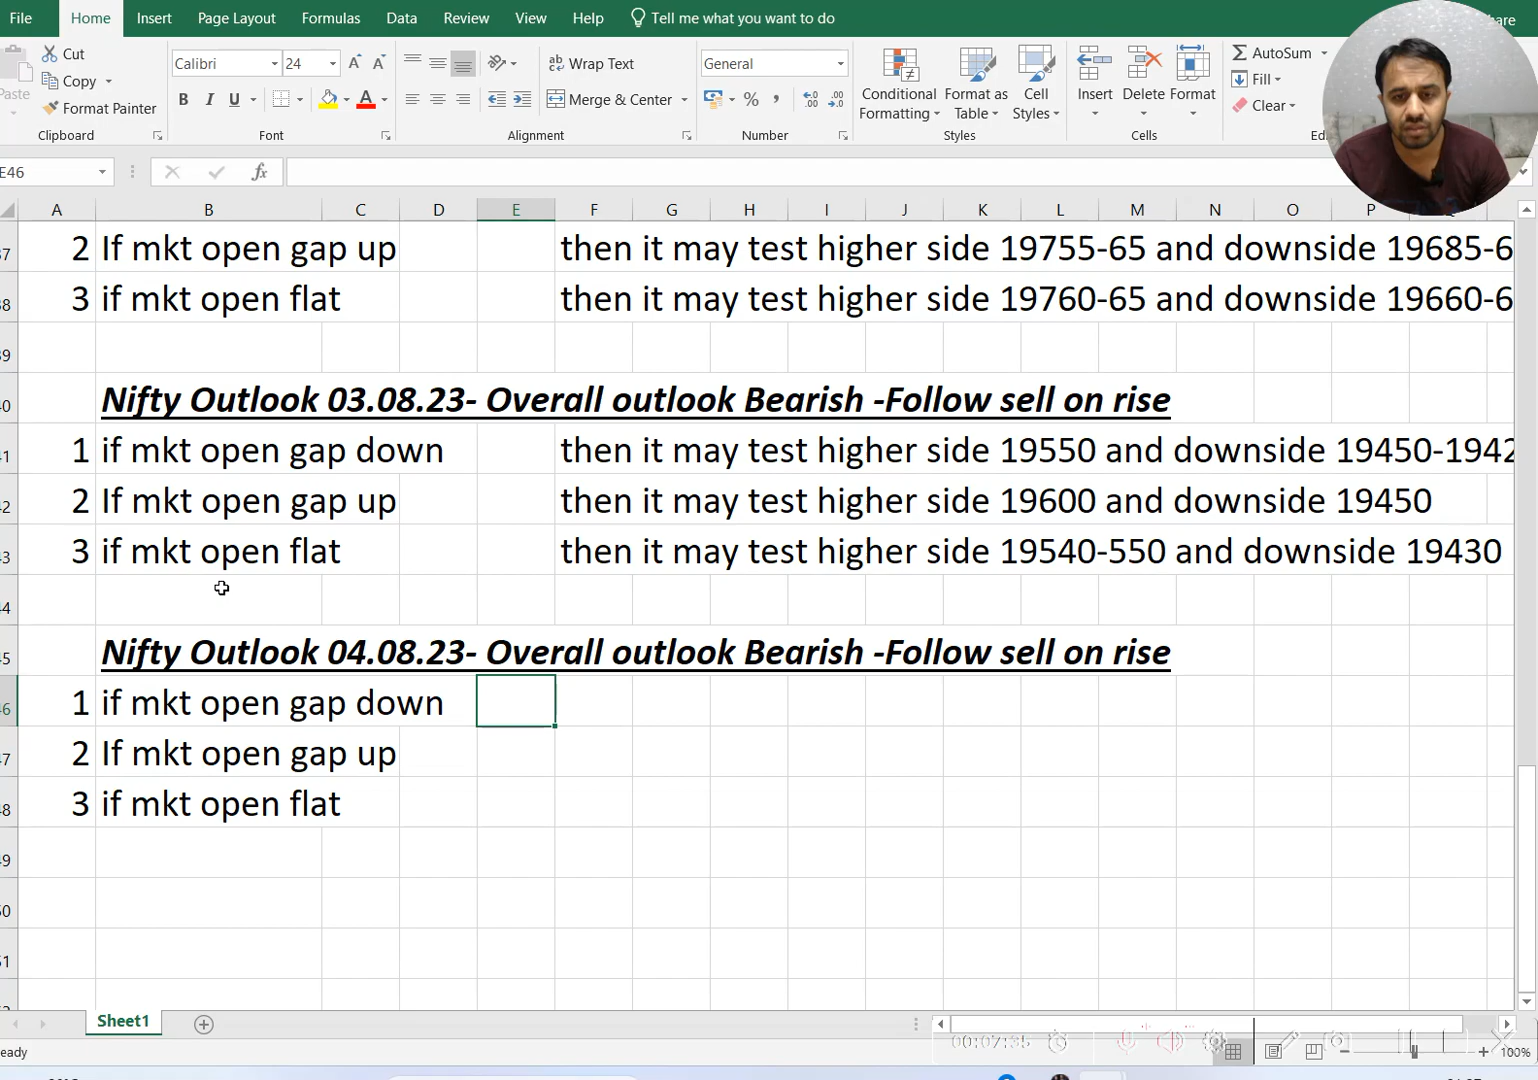 File Home Insert Page Layout Formulas Data Review View Help Tell me what you want to do
Cut
Copy
Paste
Format Painter
Calibri 24
B I U
Wrap Text
Merge & Center
General
Conditional Formatting
Format as Table
Cell Styles
Insert Delete Format
AutoSum
Fill
Clear
Clipboard Font Alignment Number Styles Cells
E46 fx
A B C D E F G H I J K L M N O P
2 If mkt open gap up then it may test higher side 19755-65 and downside 19685-6
3 if mkt open flat then it may test higher side 19760-65 and downside 19660-6
Nifty Outlook 03.08.23- Overall outlook Bearish -Follow sell on rise
1 if mkt open gap down then it may test higher side 19550 and downside 19450-1942
2 If mkt open gap up then it may test higher side 19600 and downside 19450
3 if mkt open flat then it may test higher side 19540-550 and downside 19430
Nifty Outlook 04.08.23- Overall outlook Bearish -Follow sell on rise
1 if mkt open gap down
2 If mkt open gap up
3 if mkt open flat
Sheet1
00:07:35
100%